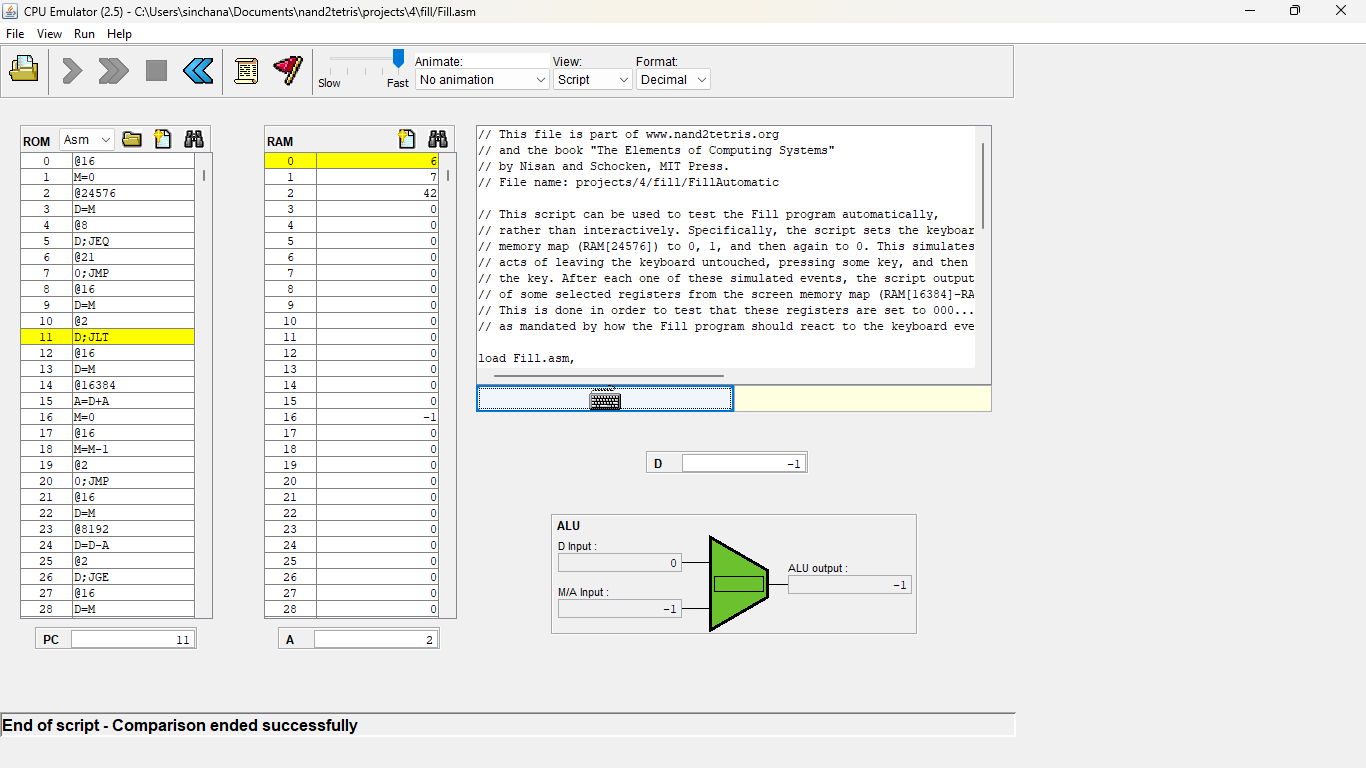 CPU Emulator (2.5) - C:\Users\sinchana\Documents\nand2tetris\projects\4\fill/Fill.asm
File View Run Help
Slow Fast
Animate:
No animation
View:
Script
Format:
Decimal
ROM Asm
0 @16
1 M=0
2 @24576
3 D=M
4 @8
5 D;JEQ
6 @21
7 0;JMP
8 @16
9 D=M
10 @2
11 D;JLT
12 @16
13 D=M
14 @16384
15 A=D+A
16 M=0
17 @16
18 M=M-1
19 @2
20 0;JMP
21 @16
22 D=M
23 @8192
24 D=D-A
25 @2
26 D;JGE
27 @16
28 D=M
PC 11
RAM
0 6
1 7
2 42
3 0
4 0
5 0
6 0
7 0
8 0
9 0
10 0
11 0
12 0
13 0
14 0
15 0
16 -1
17 0
18 0
19 0
20 0
21 0
22 0
23 0
24 0
25 0
26 0
27 0
28 0
A 2
// This file is part of www.nand2tetris.org
// and the book "The Elements of Computing Systems"
// by Nisan and Schocken, MIT Press.
// File name: projects/4/fill/FillAutomatic
// This script can be used to test the Fill program automatically,
// rather than interactively. Specifically, the script sets the keyboar
// memory map (RAM[24576]) to 0, 1, and then again to 0. This simulates
// acts of leaving the keyboard untouched, pressing some key, and then
// the key. After each one of these simulated events, the script output
// of some selected registers from the screen memory map (RAM[16384]-RA
// This is done in order to test that these registers are set to 000...
// as mandated by how the Fill program should react to the keyboard eve
load Fill.asm,
D -1
ALU
D Input :
0
M/A Input :
-1
ALU output :
-1
End of script - Comparison ended successfully